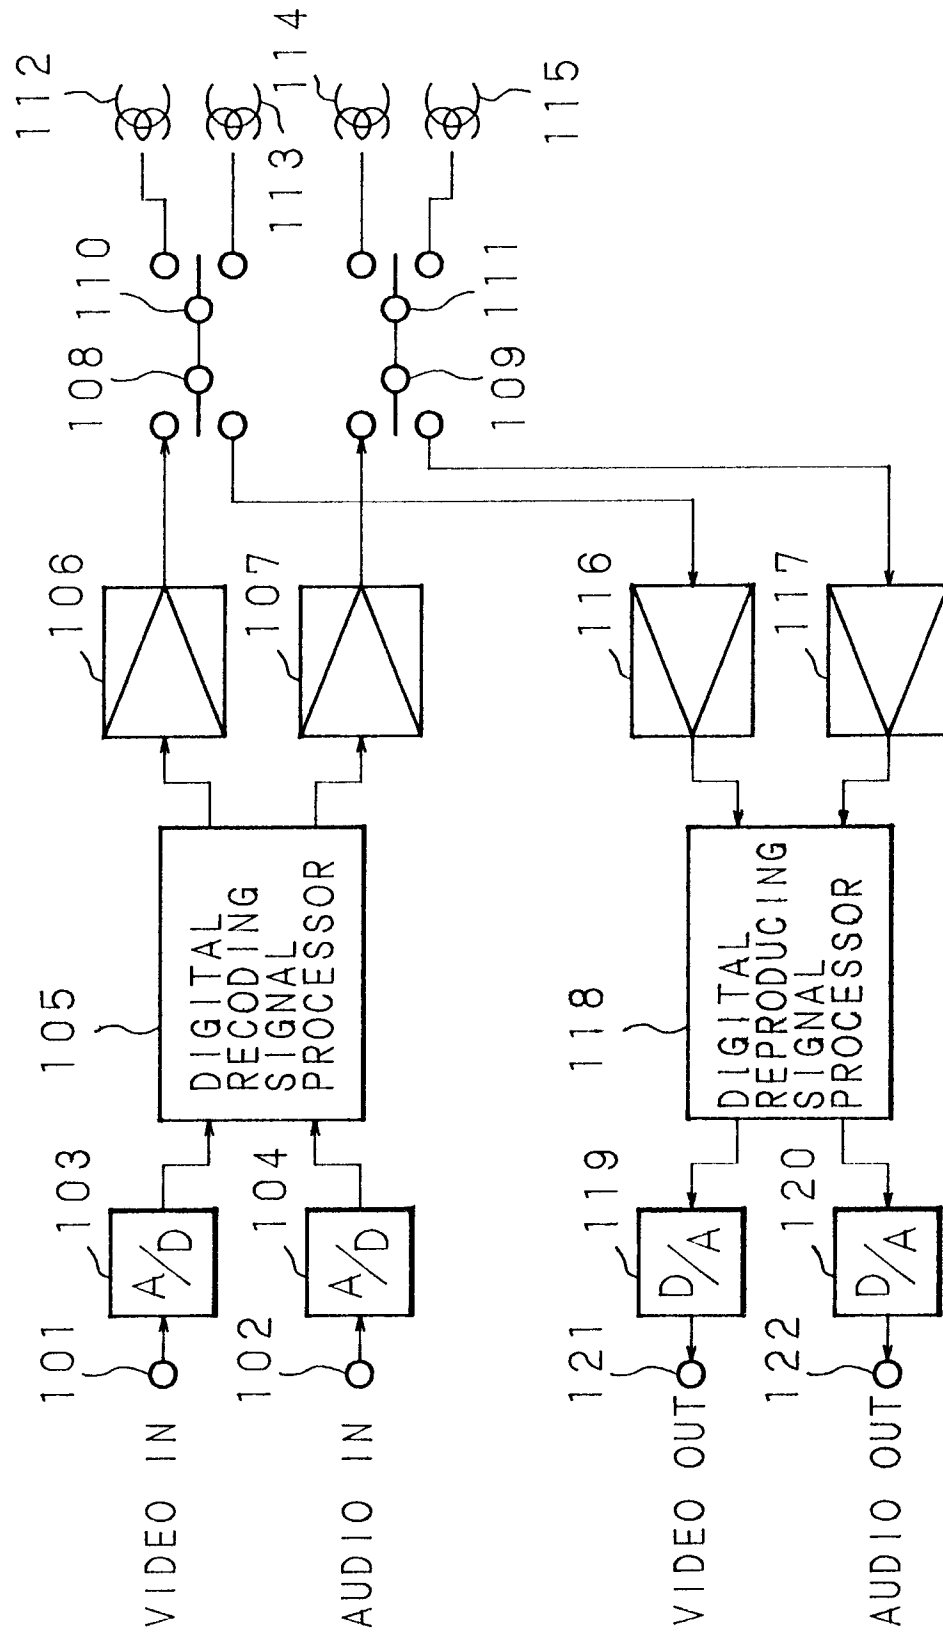 VIDEO IN
101
103
A/D
AUDIO IN
102
104
A/D
105
DIGITAL
RECODING
SIGNAL
PROCESSOR
106
107
108
110
112
113
109
111
114
115
VIDEO OUT
121
119
D/A
AUDIO OUT
122
120
D/A
118
DIGITAL
REPRODUCING
SIGNAL
PROCESSOR
116
117